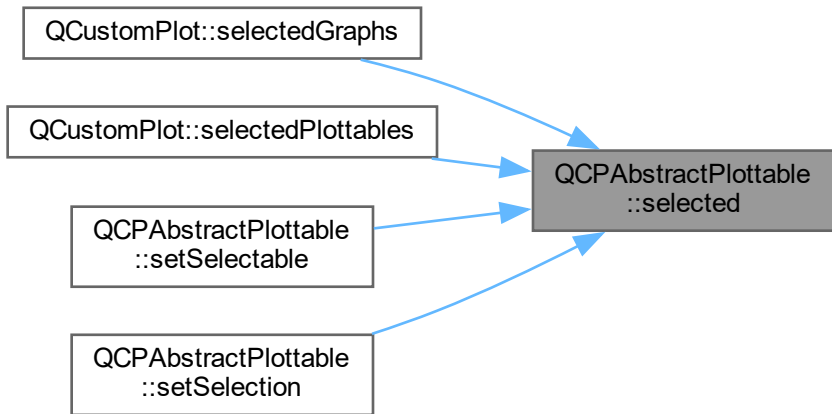 QCustomPlot::selectedGraphs
QCustomPlot::selectedPlottables
QCPAbstractPlottable
::selected
QCPAbstractPlottable
::setSelectable
QCPAbstractPlottable
::setSelection